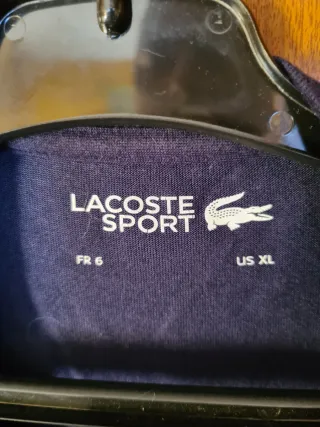 LACOSTE
SPORT
FR 6 US XL